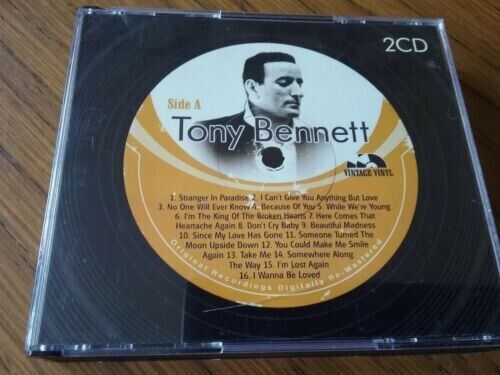 2CD
Side A
Tony Bennett
VINTAGE VINYL
1. Stranger In Paradise 2. I Can't Give You Anything But Love
3. No One Will Ever Know 4. Because Of You 5. While We're Young
6. I'm The King Of The Broken Hearts 7. Here Comes That
Heartache Again 8. Don't Cry Baby 9. Beautiful Madness
10. Since My Love Has Gone 11. Someone Turned The
Moon Upside Down 12. You Could Make Me Smile
Again 13. Take Me 14. Somewhere Along
The Way 15. I'm Lost Again
16. I Wanna Be Loved
Original Recordings Digitally Re-Mastered